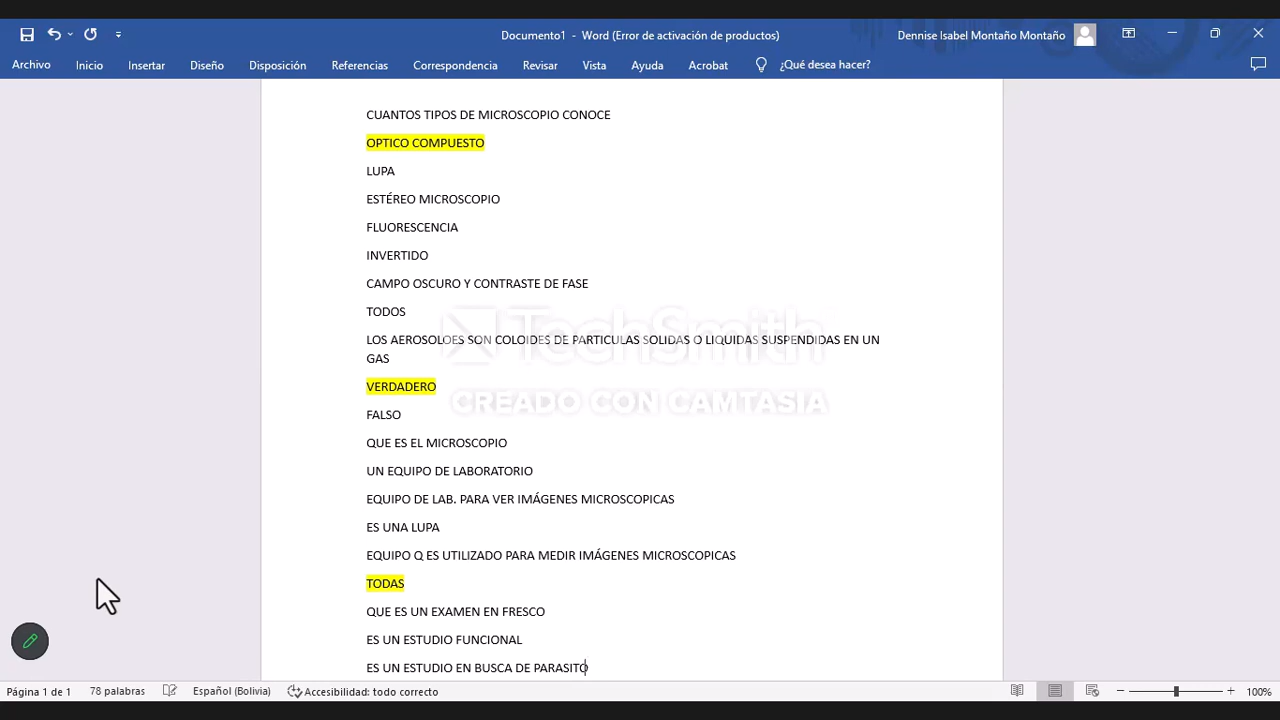 Documento1 - Word (Error de activación de productos)
Dennise Isabel Montaño Montaño
Archivo Inicio Insertar Diseño Disposición Referencias Correspondencia Revisar Vista Ayuda Acrobat ¿Qué desea hacer?
CUANTOS TIPOS DE MICROSCOPIO CONOCE
OPTICO COMPUESTO
LUPA
ESTÉREO MICROSCOPIO
FLUORESCENCIA
INVERTIDO
CAMPO OSCURO Y CONTRASTE DE FASE
TODOS
TechSmith
LOS AEROSOLOES SON COLOIDES DE PARTICULAS SOLIDAS O LIQUIDAS SUSPENDIDAS EN UN
GAS
VERDADERO
CREADO CON CAMTASIA
FALSO
QUE ES EL MICROSCOPIO
UN EQUIPO DE LABORATORIO
EQUIPO DE LAB. PARA VER IMÁGENES MICROSCOPICAS
ES UNA LUPA
EQUIPO Q ES UTILIZADO PARA MEDIR IMÁGENES MICROSCOPICAS
TODAS
QUE ES UN EXAMEN EN FRESCO
ES UN ESTUDIO FUNCIONAL
ES UN ESTUDIO EN BUSCA DE PARASITO
Página 1 de 1 78 palabras Español (Bolivia) Accesibilidad: todo correcto 100%